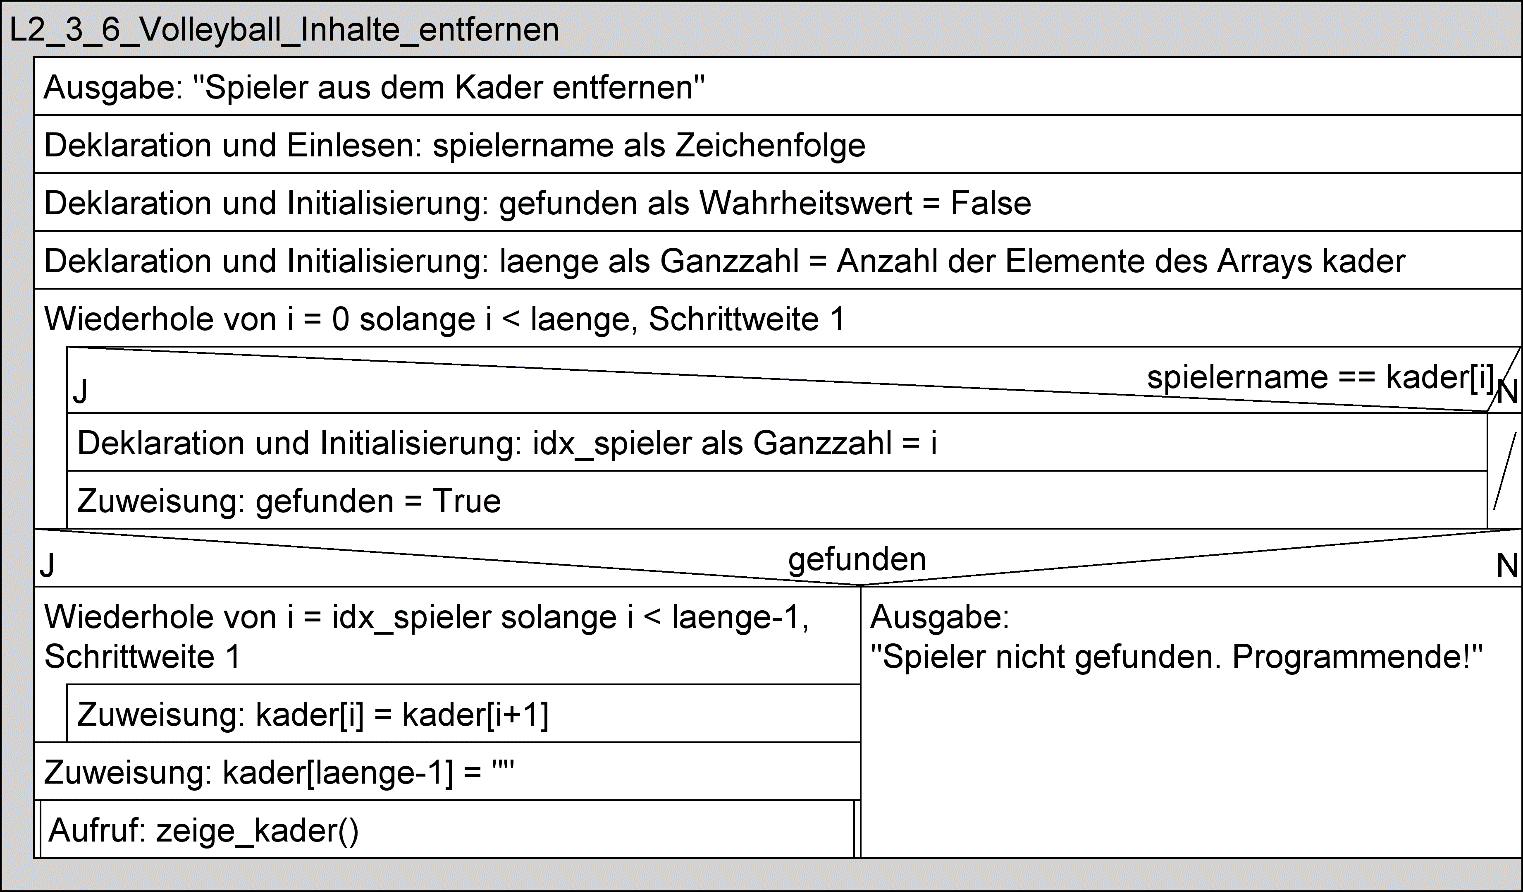 L2_3_6_Volleyball_Inhalte_entfernen
Ausgabe: "Spieler aus dem Kader entfernen"
Deklaration und Einlesen: spielername als Zeichenfolge
Deklaration und Initialisierung: gefunden als Wahrheitswert = False
Deklaration und Initialisierung: laenge als Ganzzahl = Anzahl der Elemente des Arrays kader
Wiederhole von i = 0 solange i < laenge, Schrittweite 1
spielername == kader[i]
J N
Deklaration und Initialisierung: idx_spieler als Ganzzahl = i
Zuweisung: gefunden = True
gefunden
J N
Wiederhole von i = idx_spieler solange i < laenge-1,
Schrittweite 1
Zuweisung: kader[i] = kader[i+1]
Zuweisung: kader[laenge-1] = ""
Aufruf: zeige_kader()
Ausgabe:
"Spieler nicht gefunden. Programmende!"